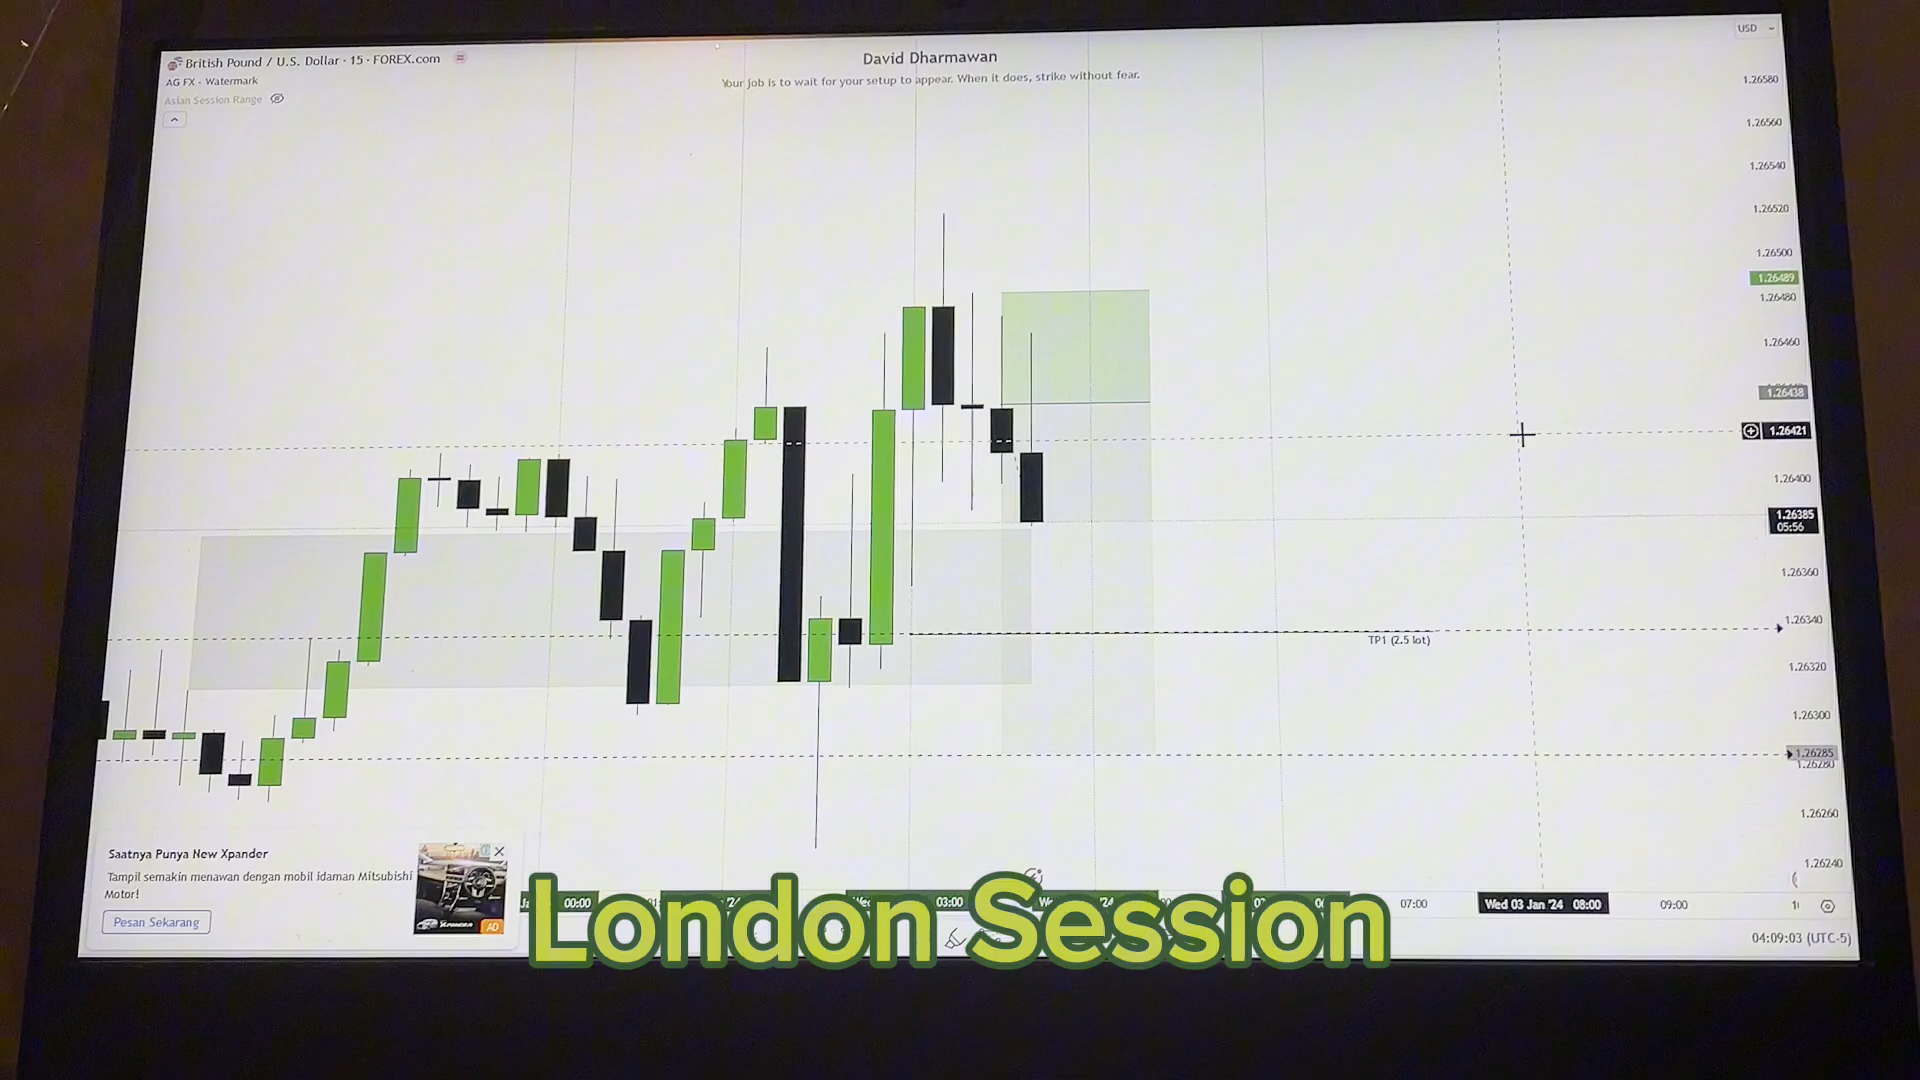 British Pound / U.S. Dollar · 15 · FOREX.com
AG FX - Watermark
Asian Session Range
David Dharmawan
Your job is to wait for your setup to appear. When it does, strike without fear.
USD
1.26580
1.26560
1.26540
1.26520
1.26500
1.26489
1.26480
1.26460
1.26438
1.26421
1.26400
1.26385
05:56
1.26360
1.26340
TP1 (2.5 lot)
1.26320
1.26300
1.26285
1.26280
1.26260
1.26240
Saatnya Punya New Xpander
Tampil semakin menawan dengan mobil idaman Mitsubishi
Motor!
Pesan Sekarang
XPANDER
AD
00:00
03:00
07:00
Wed 03 Jan '24 08:00
09:00
London Session
04:09:03 (UTC-5)